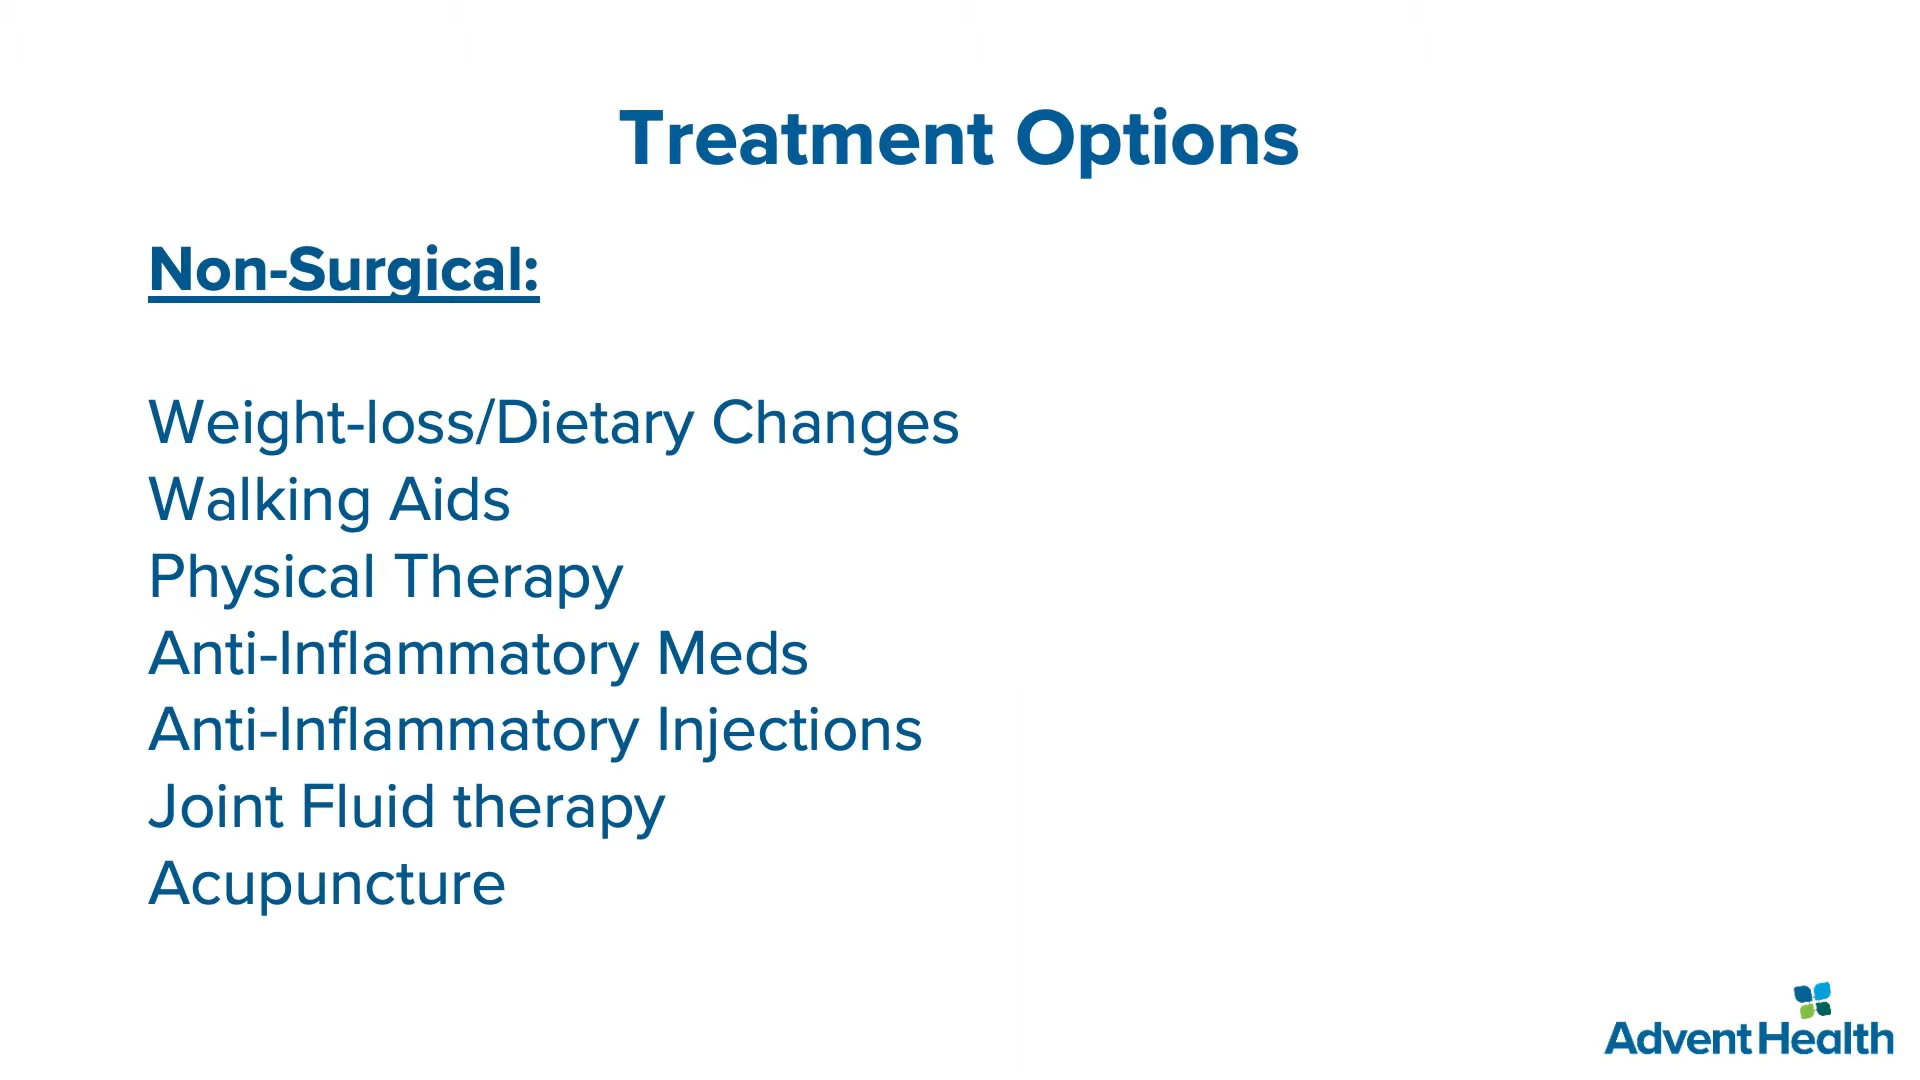 Treatment Options
Non-Surgical:
Weight-loss/Dietary Changes
Walking Aids
Physical Therapy
Anti-Inflammatory Meds
Anti-Inflammatory Injections
Joint Fluid therapy
Acupuncture
AdventHealth